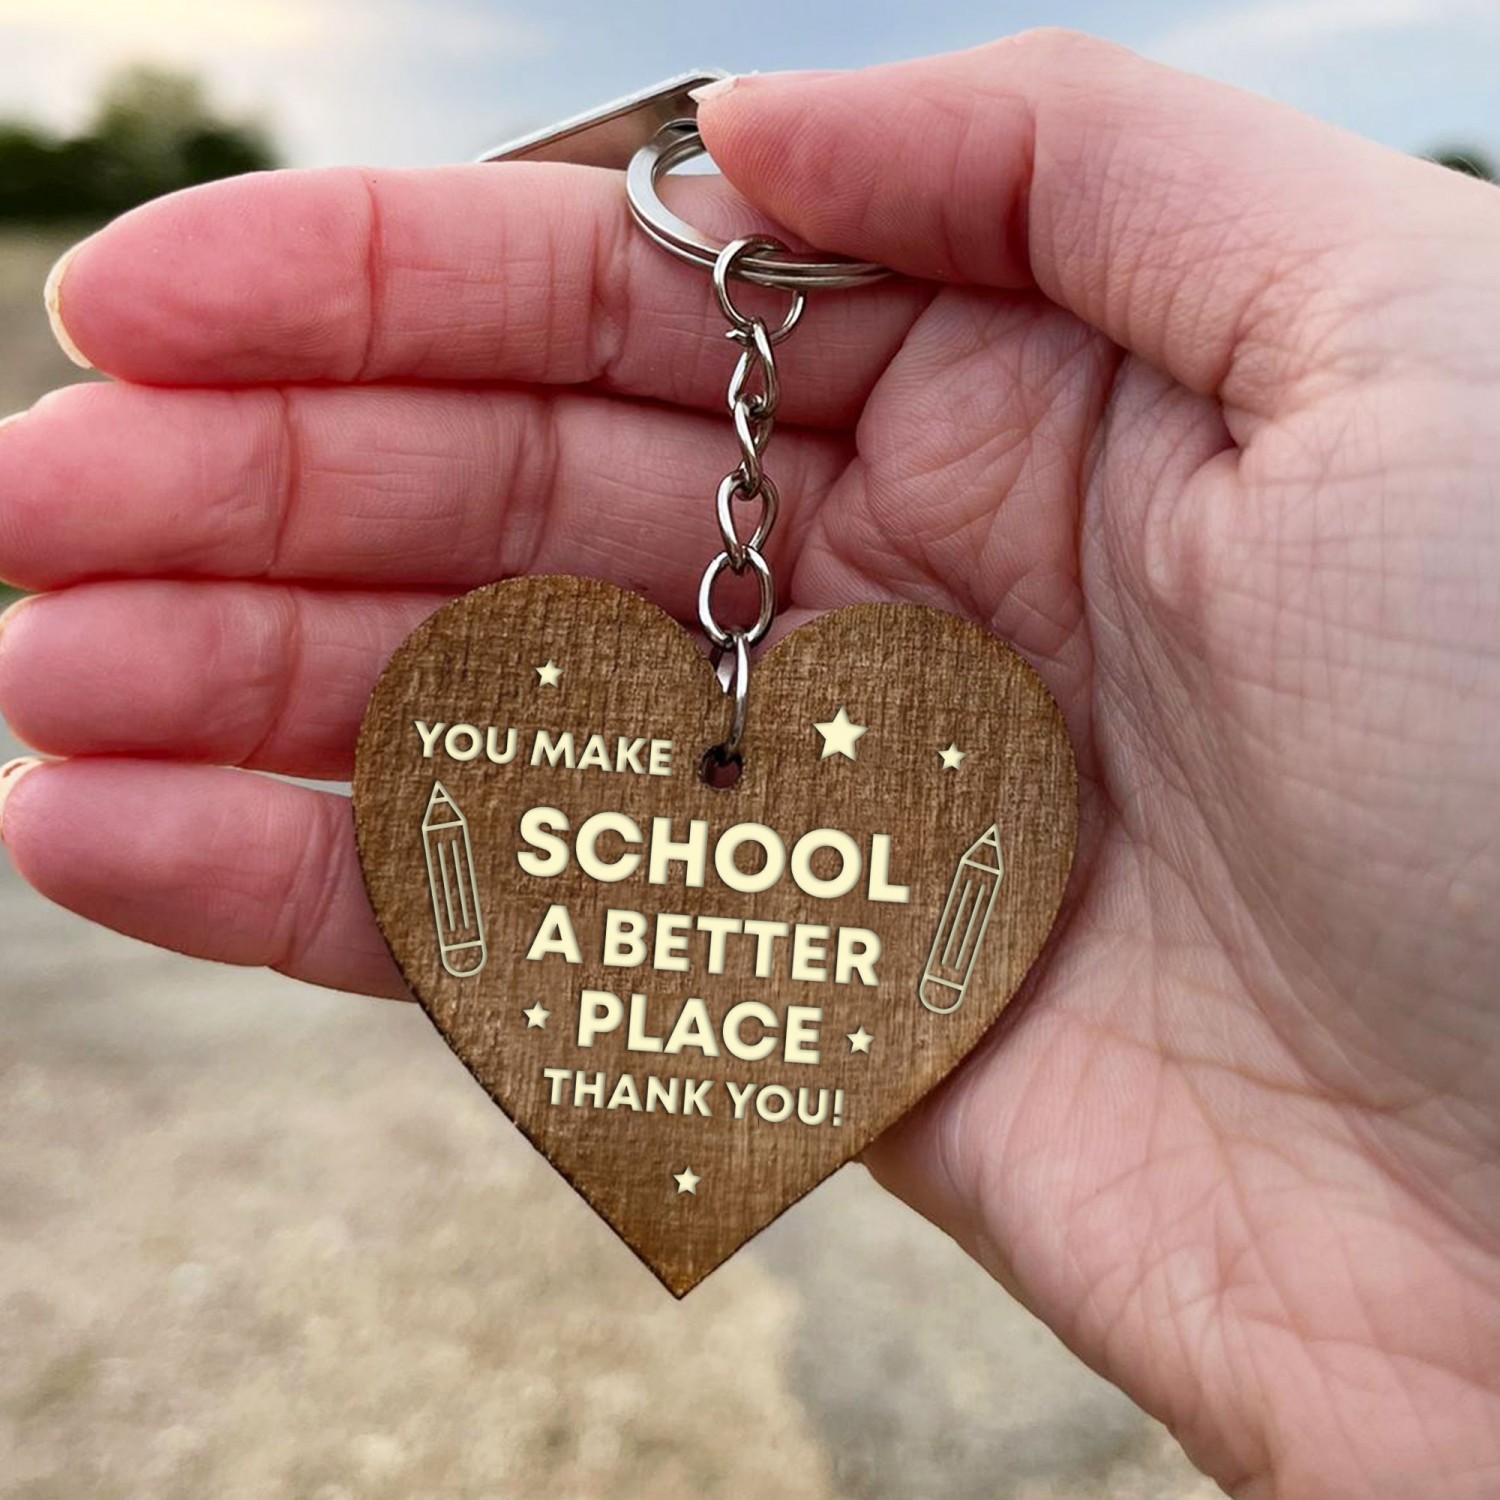 YOU MAKE
SCHOOL
A BETTER
PLACE
THANK YOU!